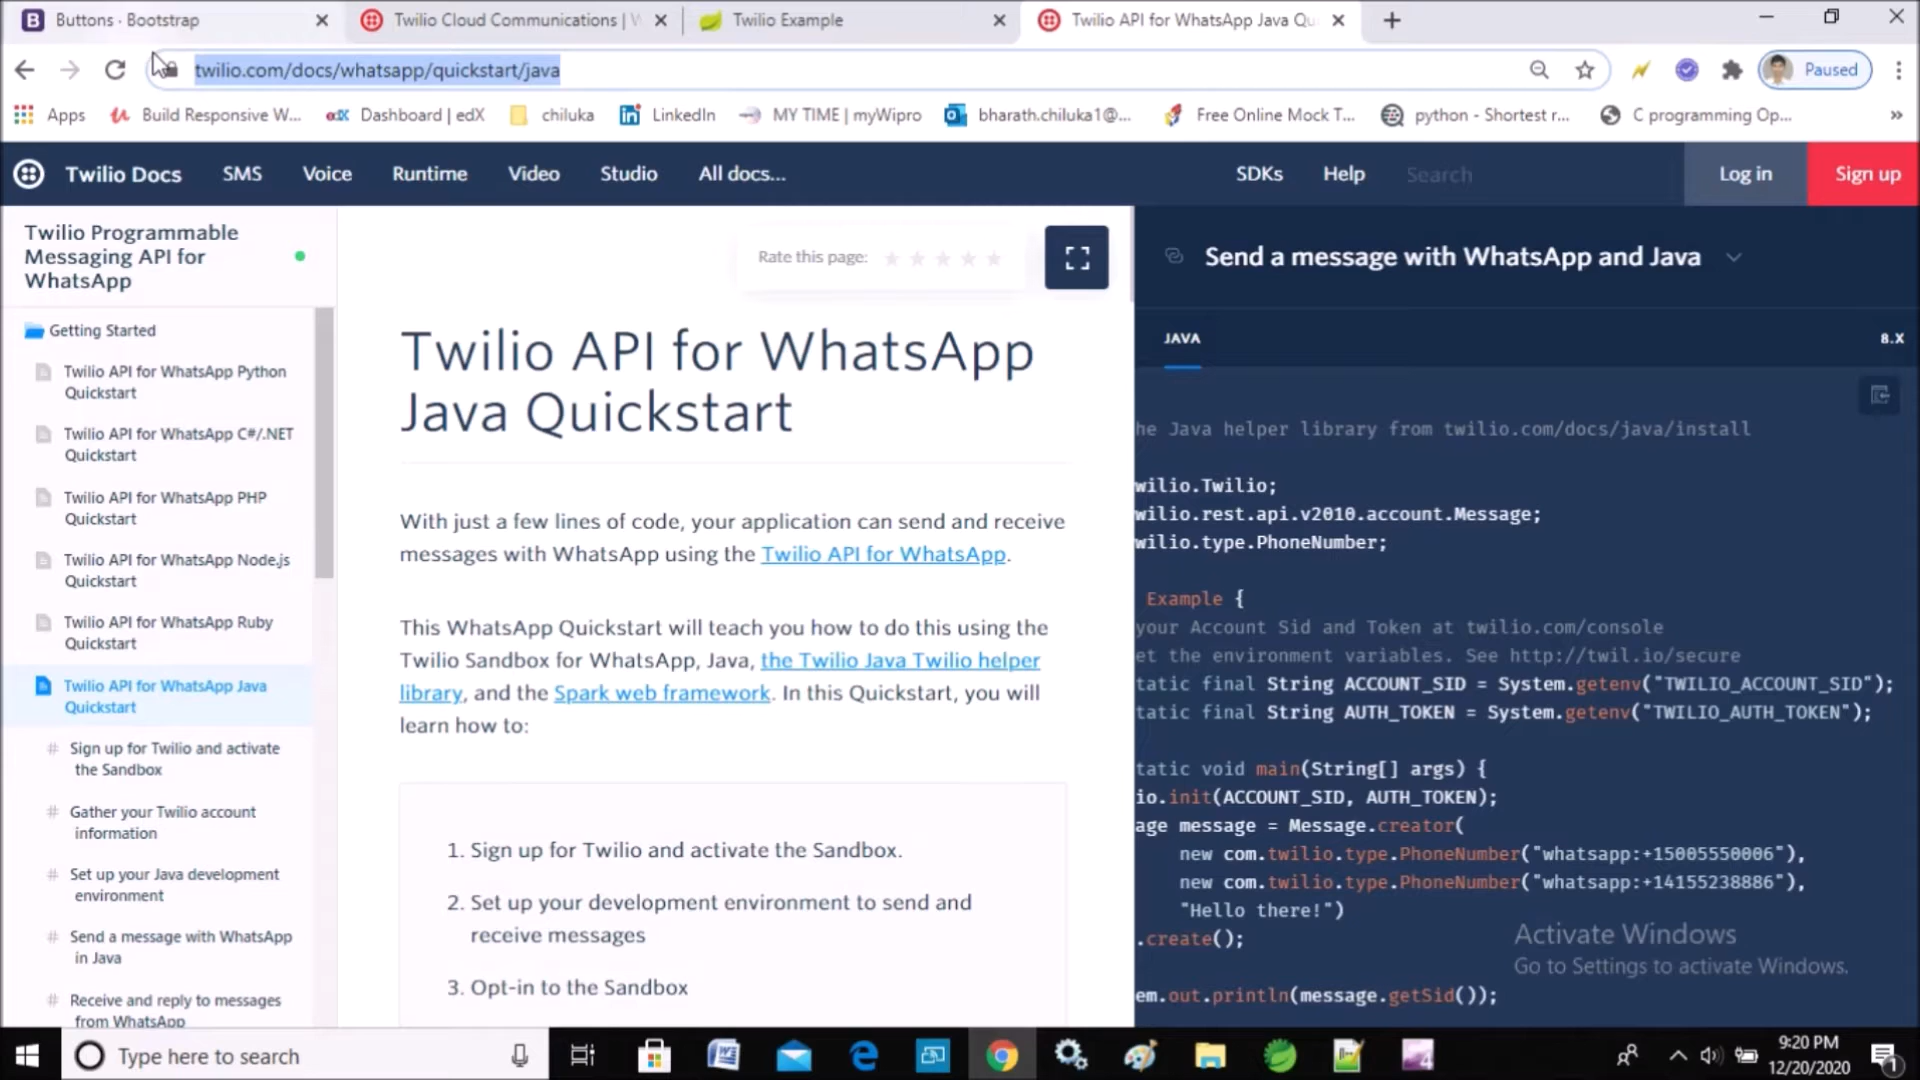 Buttons · Bootstrap
Twilio Cloud Communications | W
Twilio Example
Twilio API for WhatsApp Java Qu
twilio.com/docs/whatsapp/quickstart/java
Paused
Apps
Build Responsive W...
edX
Dashboard | edX
chiluka
LinkedIn
MY TIME | myWipro
bharath.chiluka1@...
Free Online Mock T...
python - Shortest r...
C programming Op...
Twilio Docs
SMS
Voice
Runtime
Video
Studio
All docs...
SDKs
Help
Search
Log in
Sign up
Twilio Programmable
Messaging API for
WhatsApp
Getting Started
Twilio API for WhatsApp Python
Quickstart
Twilio API for WhatsApp C#/.NET
Quickstart
Twilio API for WhatsApp PHP
Quickstart
Twilio API for WhatsApp Node.js
Quickstart
Twilio API for WhatsApp Ruby
Quickstart
Twilio API for WhatsApp Java
Quickstart
# Sign up for Twilio and activate
the Sandbox
# Gather your Twilio account
information
# Set up your Java development
environment
# Send a message with WhatsApp
in Java
# Receive and reply to messages
from WhatsApp
Rate this page:
Twilio API for WhatsApp
Java Quickstart
With just a few lines of code, your application can send and receive
messages with WhatsApp using the Twilio API for WhatsApp.
This WhatsApp Quickstart will teach you how to do this using the
Twilio Sandbox for WhatsApp, Java, the Twilio Java Twilio helper
library, and the Spark web framework. In this Quickstart, you will
learn how to:
1. Sign up for Twilio and activate the Sandbox.
2. Set up your development environment to send and
receive messages
3. Opt-in to the Sandbox
Send a message with WhatsApp and Java
JAVA
8.X
he Java helper library from twilio.com/docs/java/install
wilio.Twilio;
wilio.rest.api.v2010.account.Message;
wilio.type.PhoneNumber;
Example {
your Account Sid and Token at twilio.com/console
et the environment variables. See http://twil.io/secure
tatic final String ACCOUNT_SID = System.getenv("TWILIO_ACCOUNT_SID");
tatic final String AUTH_TOKEN = System.getenv("TWILIO_AUTH_TOKEN");
tatic void main(String[] args) {
io.init(ACCOUNT_SID, AUTH_TOKEN);
age message = Message.creator(
new com.twilio.type.PhoneNumber("whatsapp:+15005550006"),
new com.twilio.type.PhoneNumber("whatsapp:+14155238886"),
"Hello there!")
.create();
em.out.println(message.getSid());
Activate Windows
Go to Settings to activate Windows.
Type here to search
9:20 PM
12/20/2020
1